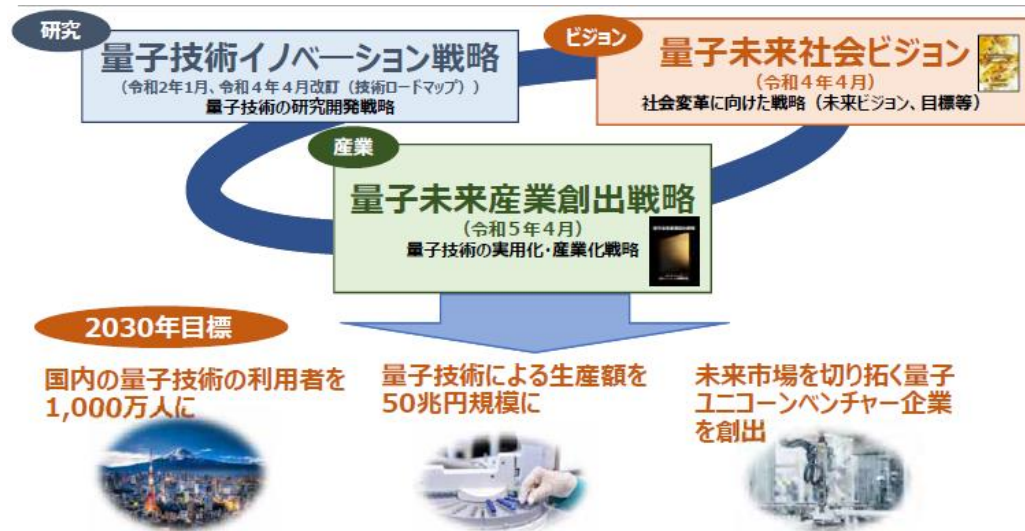 研究
量子技術イノベーション戦略
(令和2年1月、令和４年４月改訂（技術ロードマップ））
量子技術の研究開発戦略
ビジョン
量子未来社会ビジョン
(令和４年４月)
社会変革に向けた戦略（未来ビジョン、目標等）
産業
量子未来産業創出戦略
(令和５年４月)
量子技術の実用化・産業化戦略
2030年目標
国内の量子技術の利用者を
1,000万人に
量子技術による生産額を
50兆円規模に
未来市場を切り拓く量子
ユニコーンベンチャー企業
を創出